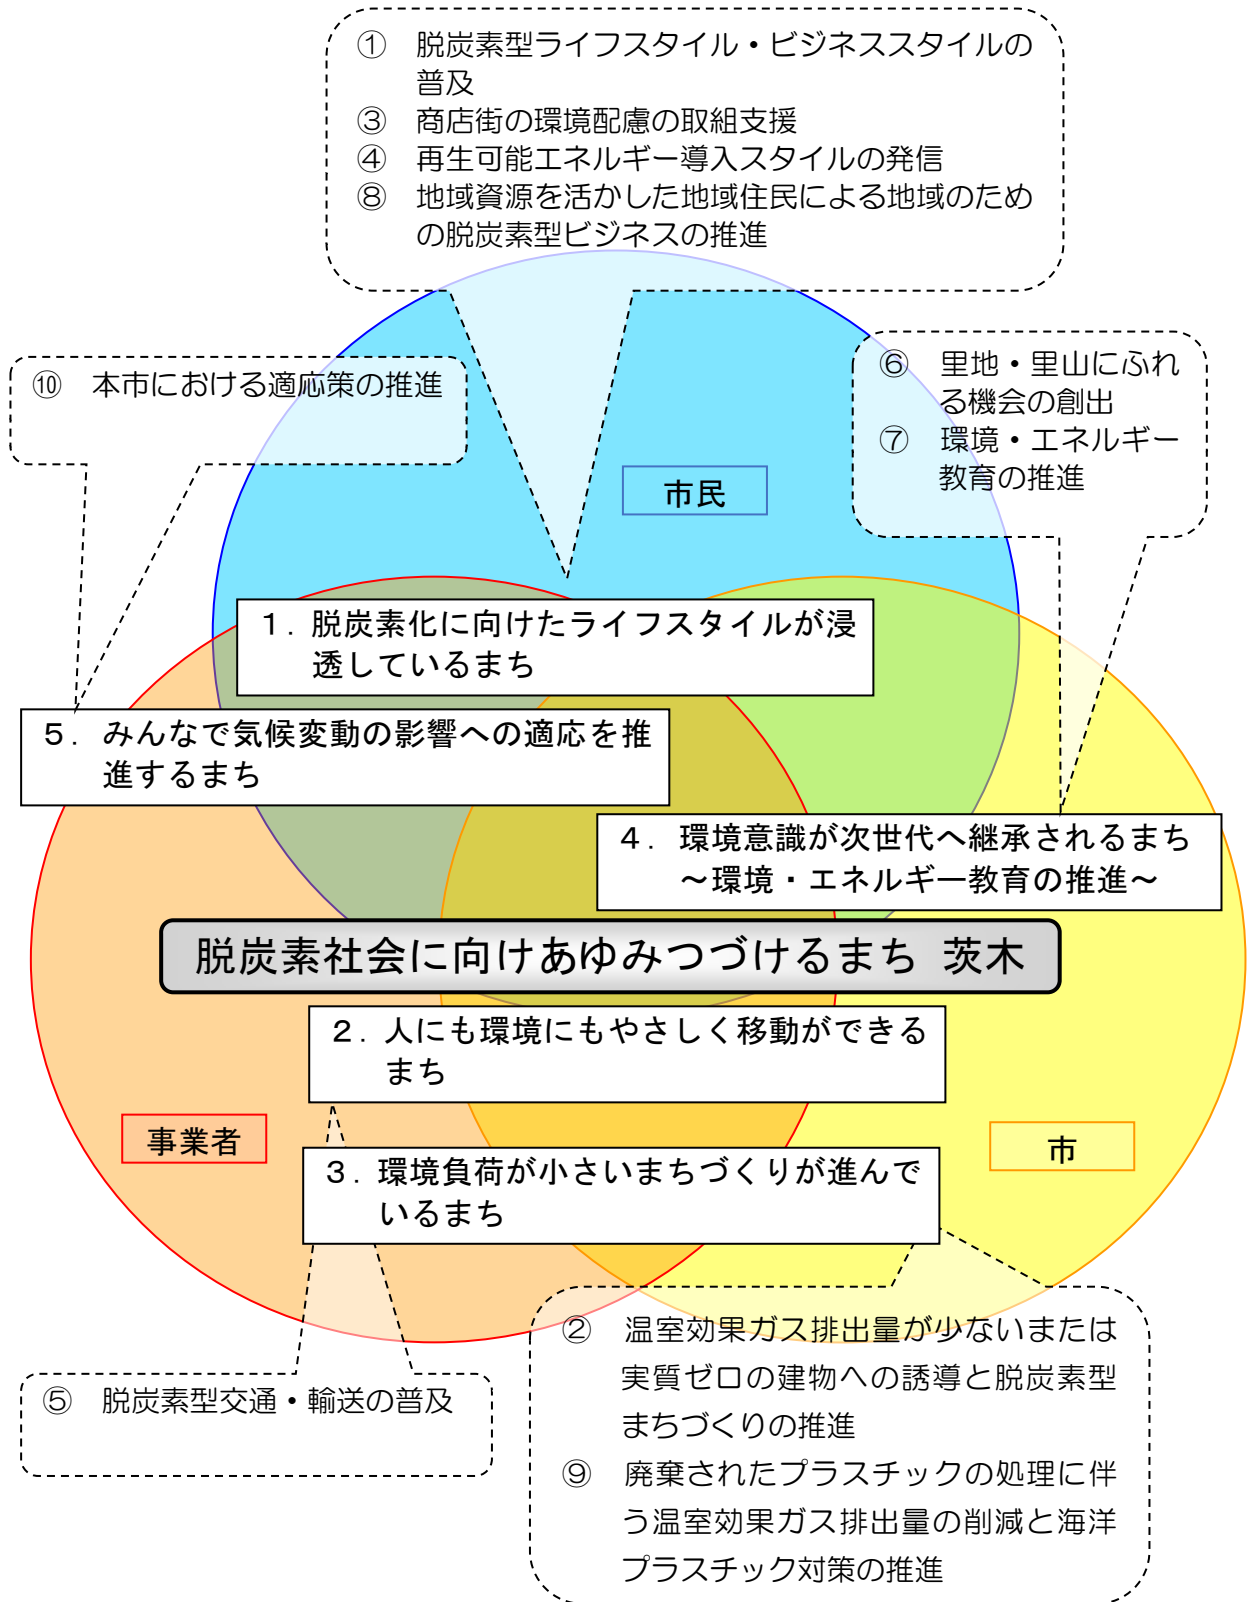 ① 脱炭素型ライフスタイル・ビジネススタイルの
普及
③ 商店街の環境配慮の取組支援
④ 再生可能エネルギー導入スタイルの発信
⑧ 地域資源を活かした地域住民による地域のため
の脱炭素型ビジネスの推進
⑩ 本市における適応策の推進
⑥ 里地・里山にふれ
る機会の創出
⑦ 環境・エネルギー
教育の推進
市民
1. 脱炭素化に向けたライフスタイルが浸
透しているまち
5. みんなで気候変動の影響への適応を推
進するまち
4. 環境意識が次世代へ継承されるまち
～環境・エネルギー教育の推進～
脱炭素社会に向けあゆみつづけるまち 茨木
2. 人にも環境にもやさしく移動ができる
まち
事業者
市
3. 環境負荷が小さいまちづくりが進んで
いるまち
⑤ 脱炭素型交通・輸送の普及
② 温室効果ガス排出量が少ないまたは
実質ゼロの建物への誘導と脱炭素型
まちづくりの推進
⑨ 廃棄されたプラスチックの処理に伴
う温室効果ガス排出量の削減と海洋
プラスチック対策の推進